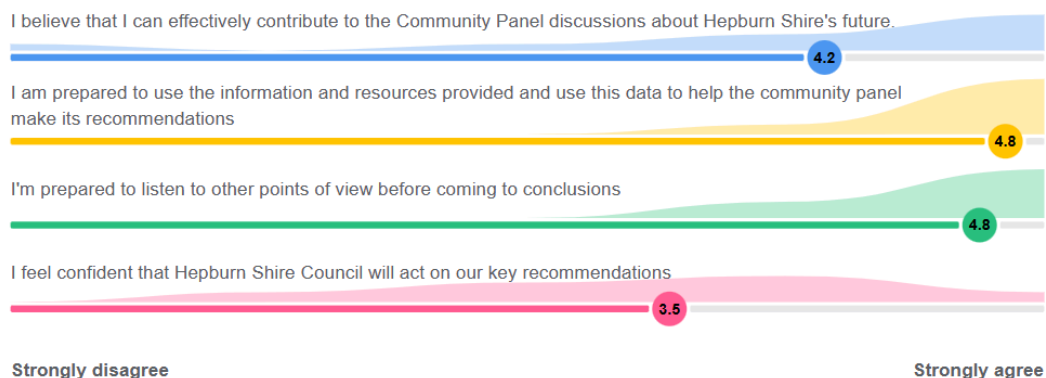 I believe that I can effectively contribute to the Community Panel discussions about Hepburn Shire's future.
4.2
I am prepared to use the information and resources provided and use this data to help the community panel
make its recommendations
4.8
I'm prepared to listen to other points of view before coming to conclusions
4.8
I feel confident that Hepburn Shire Council will act on our key recommendations
3.5
Strongly disagree Strongly agree